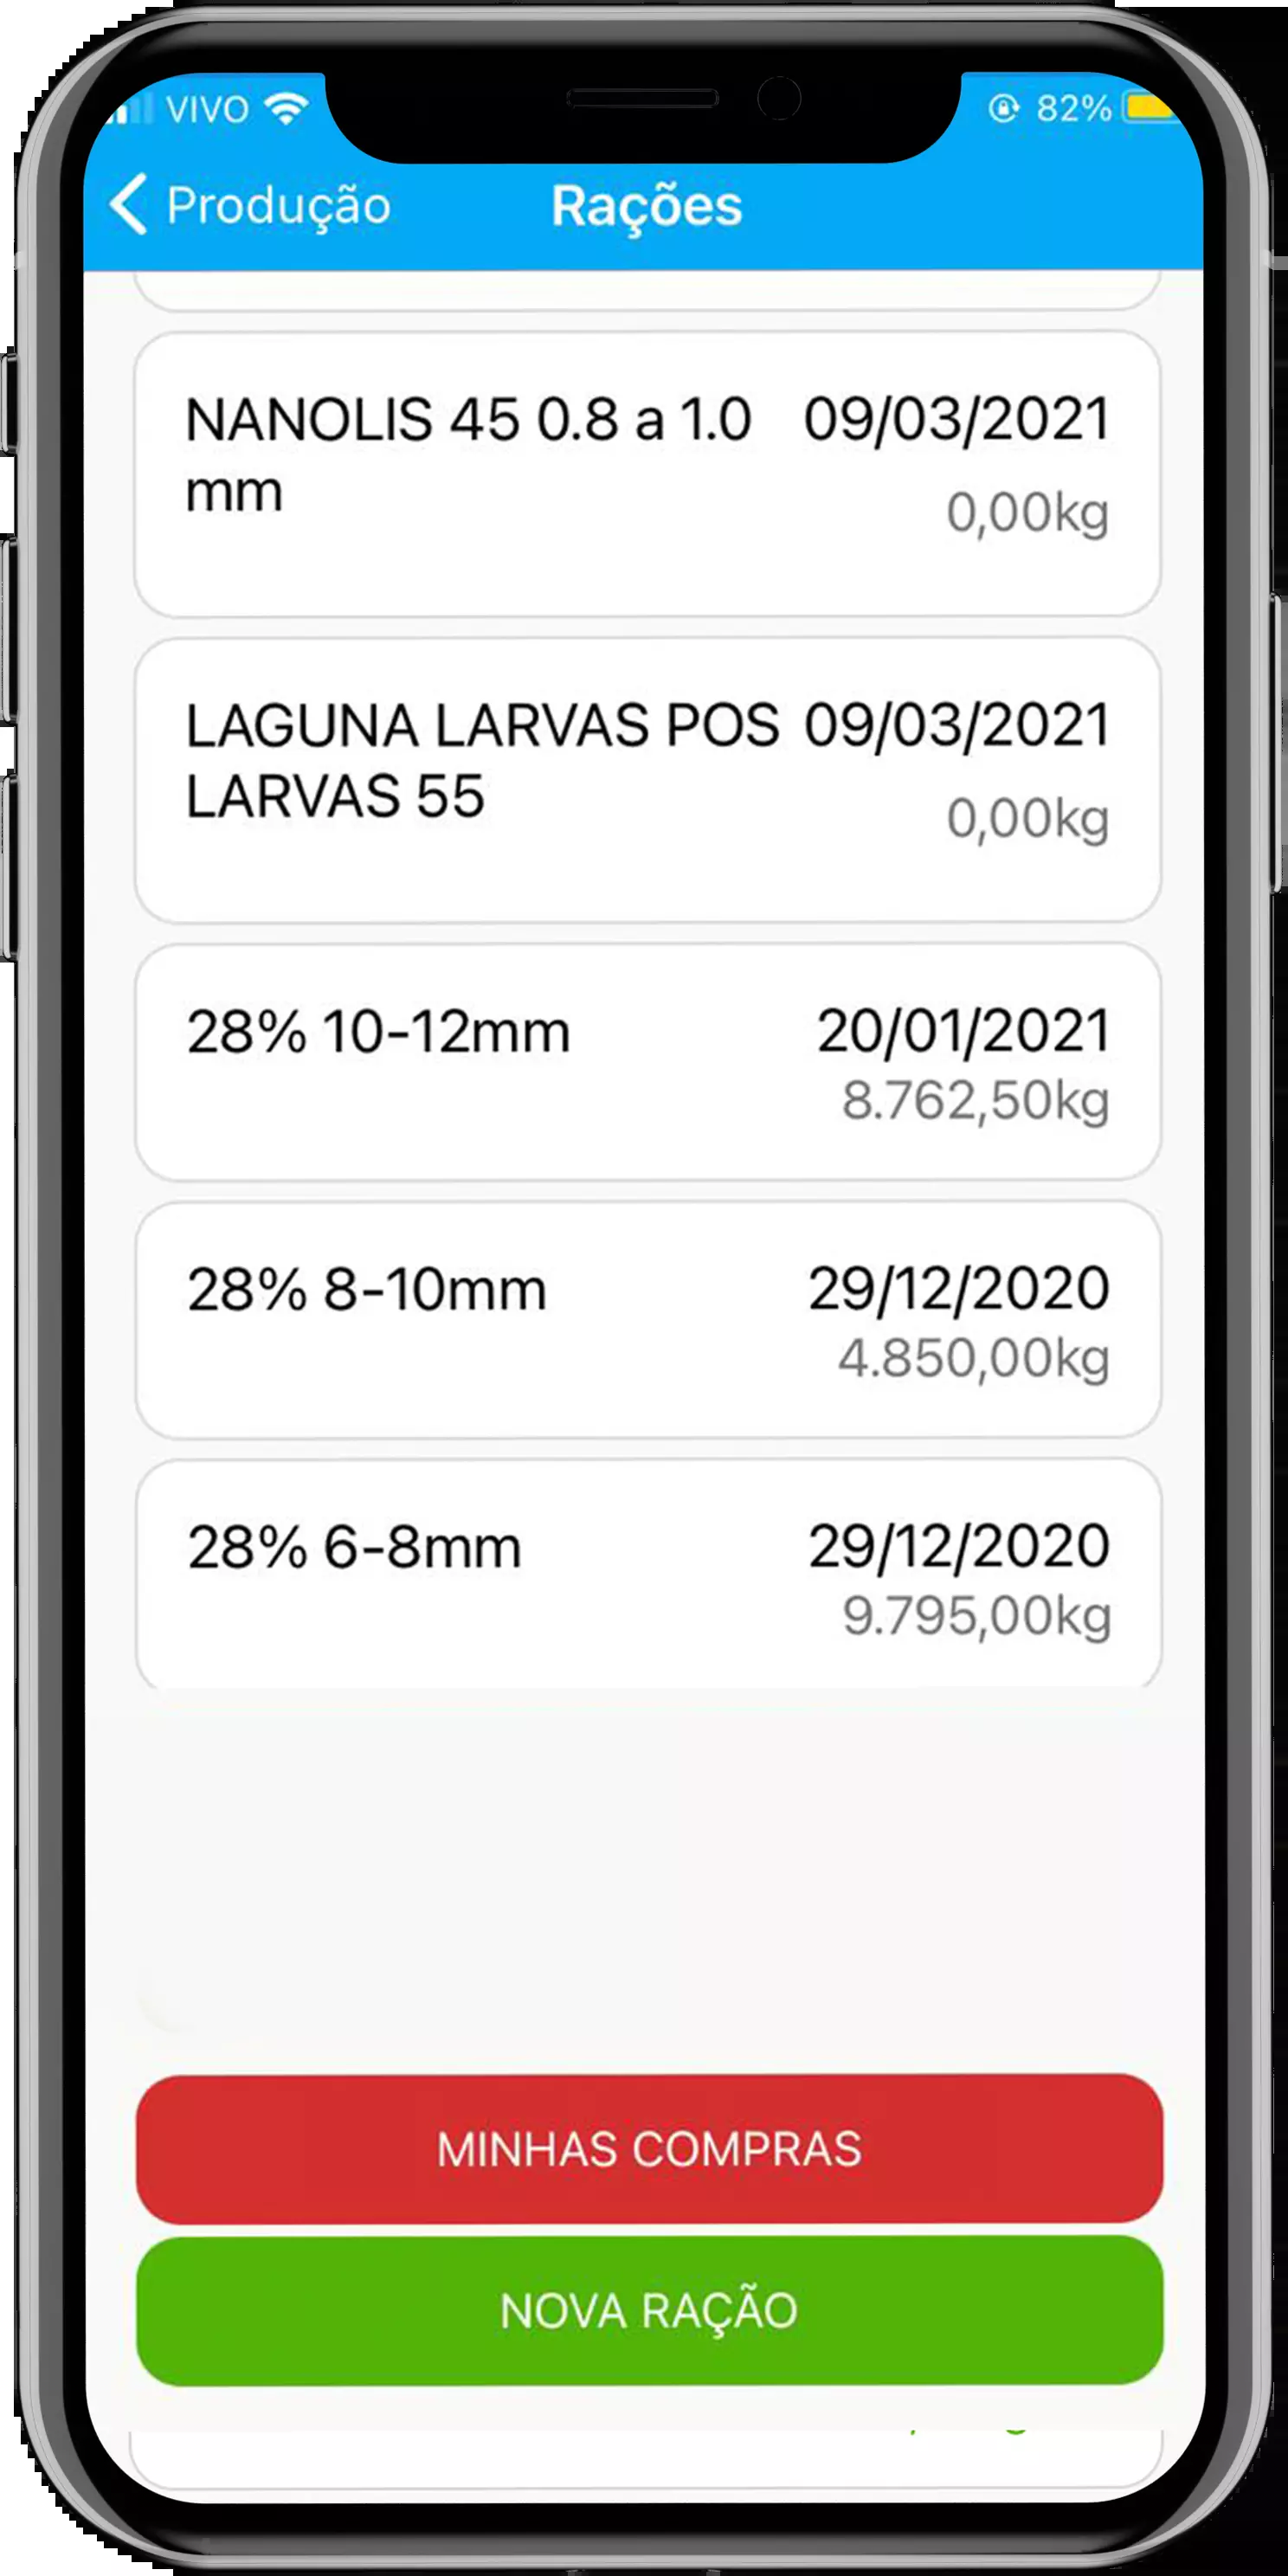 VIVO 82%
Produção Rações
NANOLIS 45 0.8 a 1.0 09/03/2021
mm
0,00kg
LAGUNA LARVAS POS 09/03/2021
LARVAS 55
0,00kg
28% 10-12mm 20/01/2021
8.762,50kg
28% 8-10mm 29/12/2020
4.850,00kg
28% 6-8mm 29/12/2020
9.795,00kg
MINHAS COMPRAS
NOVA RAÇÃO